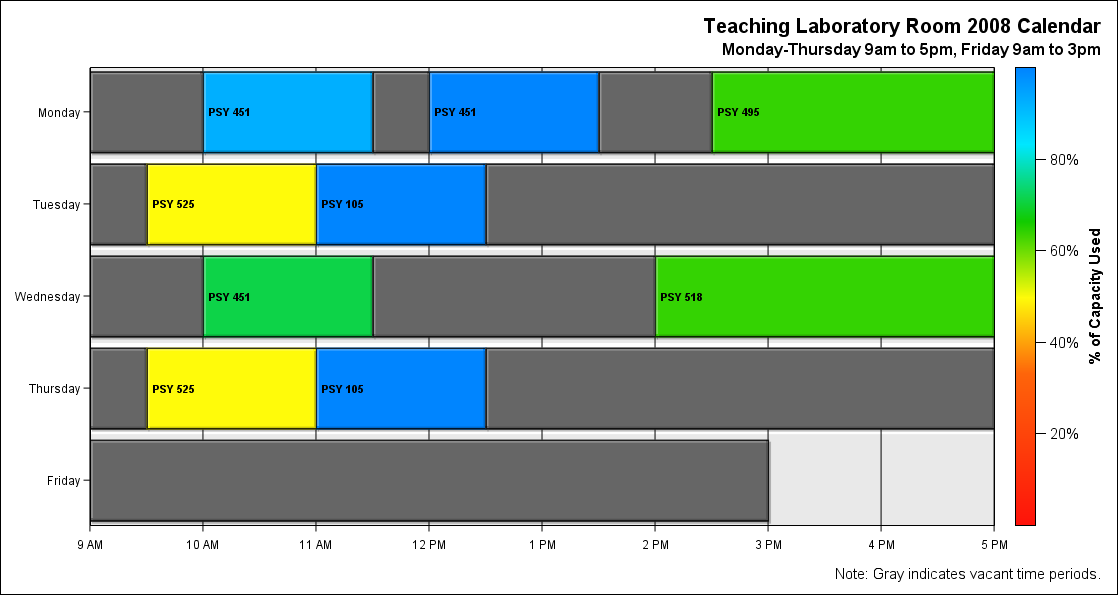 Teaching Laboratory Room 2008 Calendar
Monday-Thursday 9am to 5pm, Friday 9am to 3pm
Monday
PSY 451
PSY 451
PSY 495
Tuesday
PSY 525
PSY 105
Wednesday
PSY 451
PSY 518
Thursday
PSY 525
PSY 105
Friday
9 AM
10 AM
11 AM
12 PM
1 PM
2 PM
3 PM
4 PM
5 PM
80%
60%
40%
20%
% of Capacity Used
Note: Gray indicates vacant time periods.